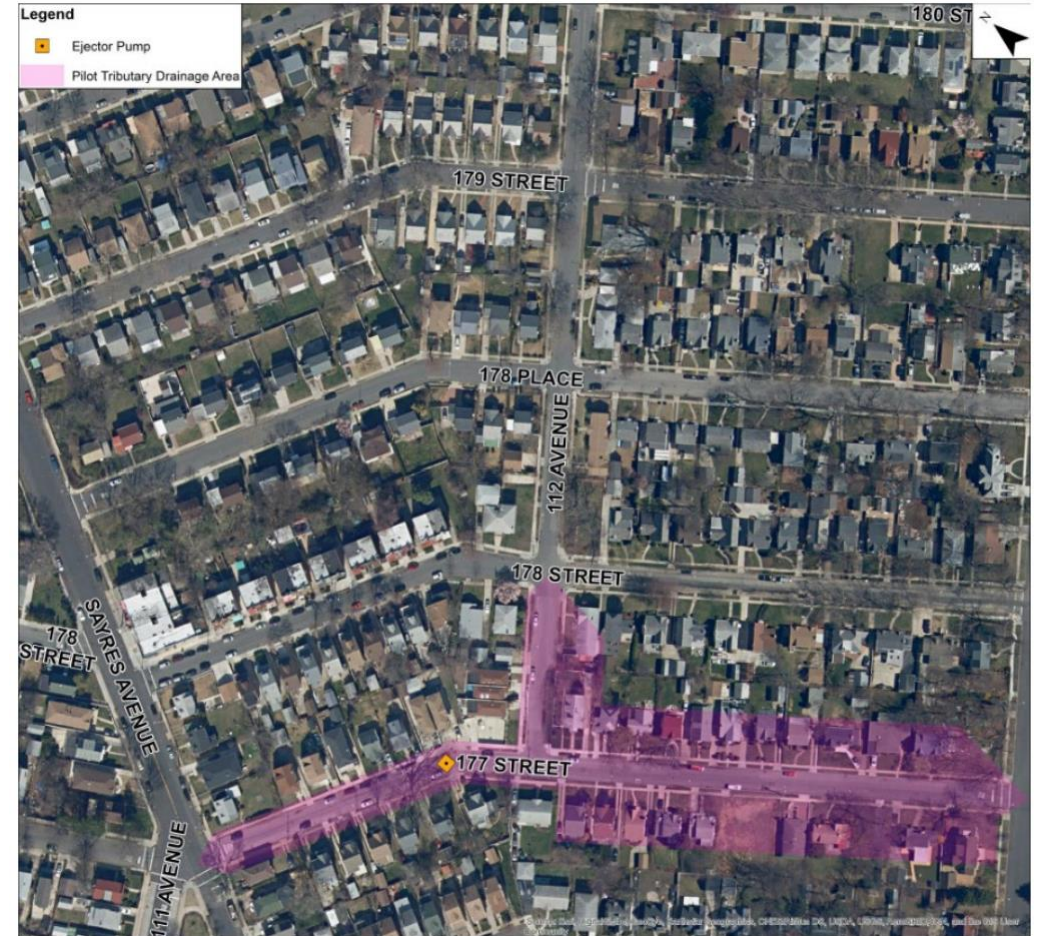 Legend
Ejector Pump
Pilot Tributary Drainage Area
180 ST
N
179 STREET
178 PLACE
112 AVENUE
178 STREET
SAYRES AVENUE
178
STREET
177 STREET
111 AVENUE